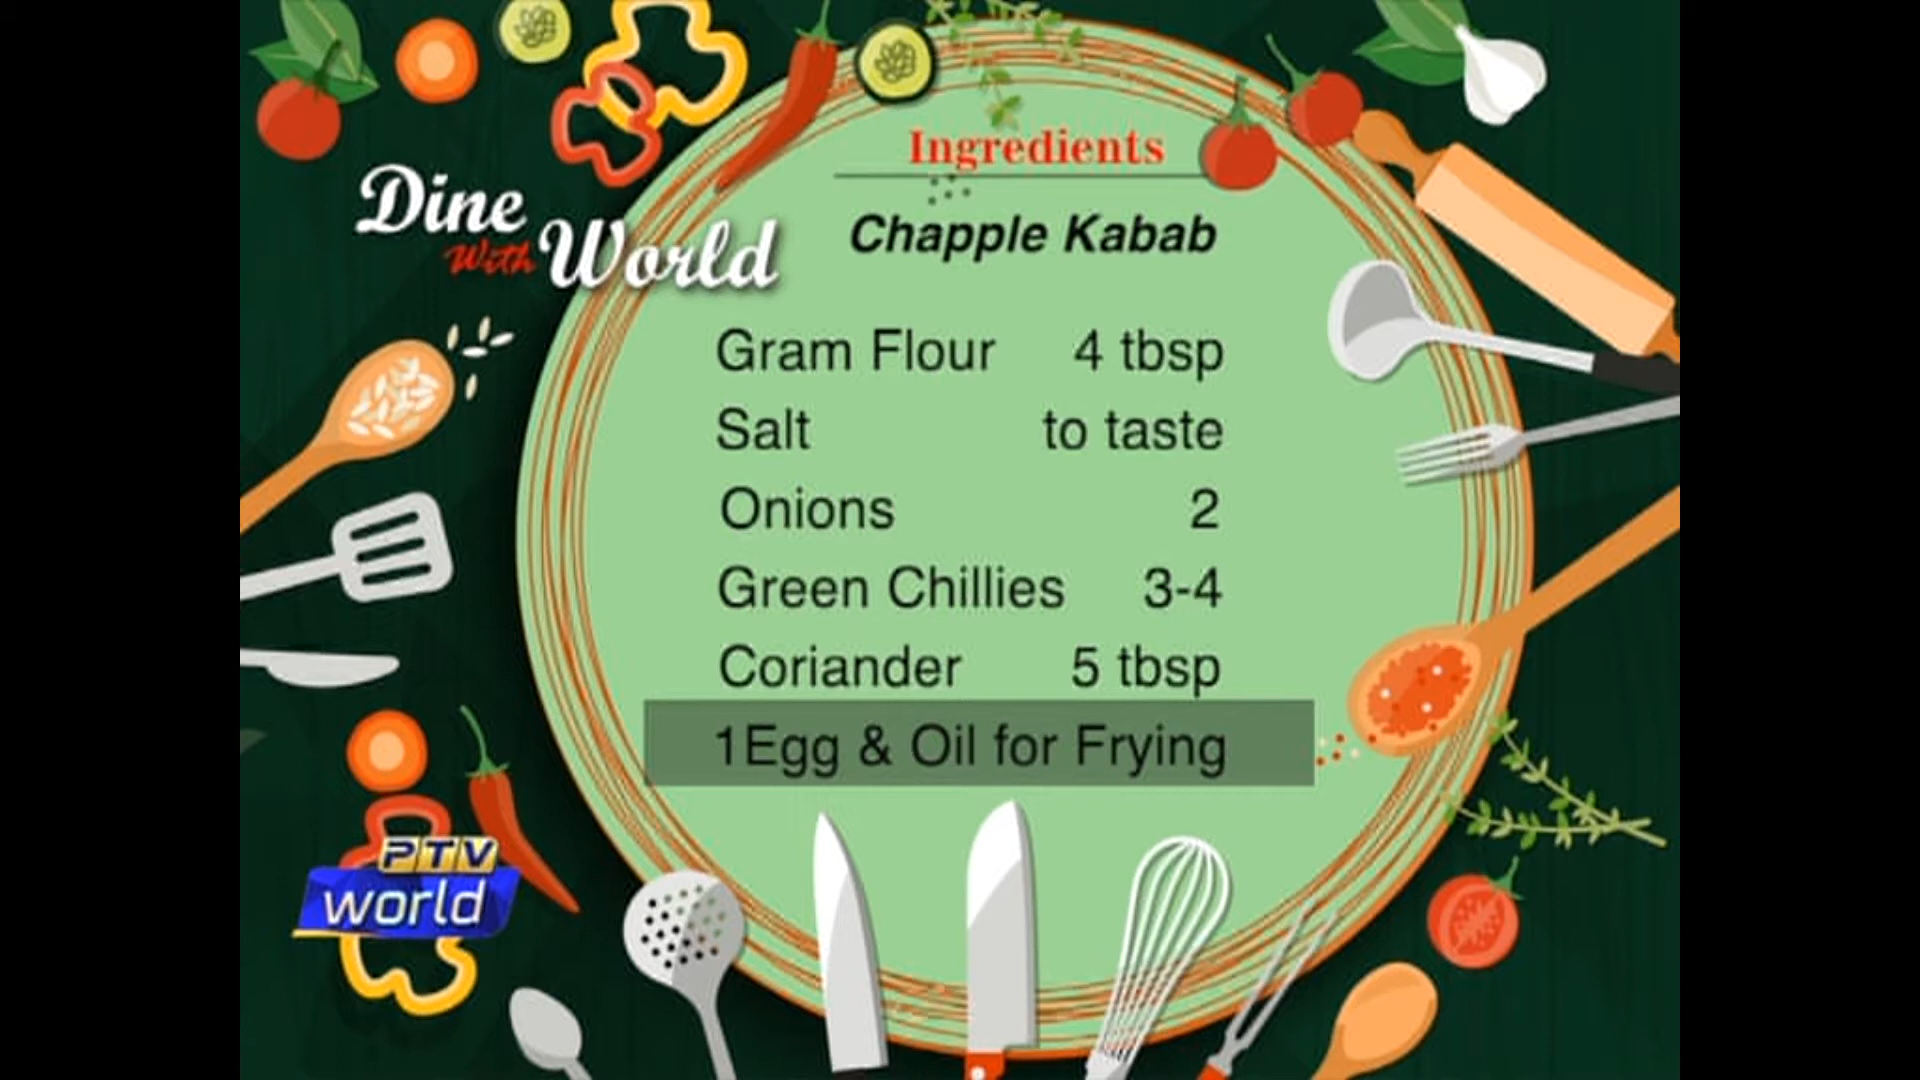 Ingredients
Dine
With World
Chapple Kabab
Gram Flour 4 tbsp
Salt to taste
Onions 2
Green Chillies 3-4
Coriander 5 tbsp
1Egg & Oil for Frying
PTV
world